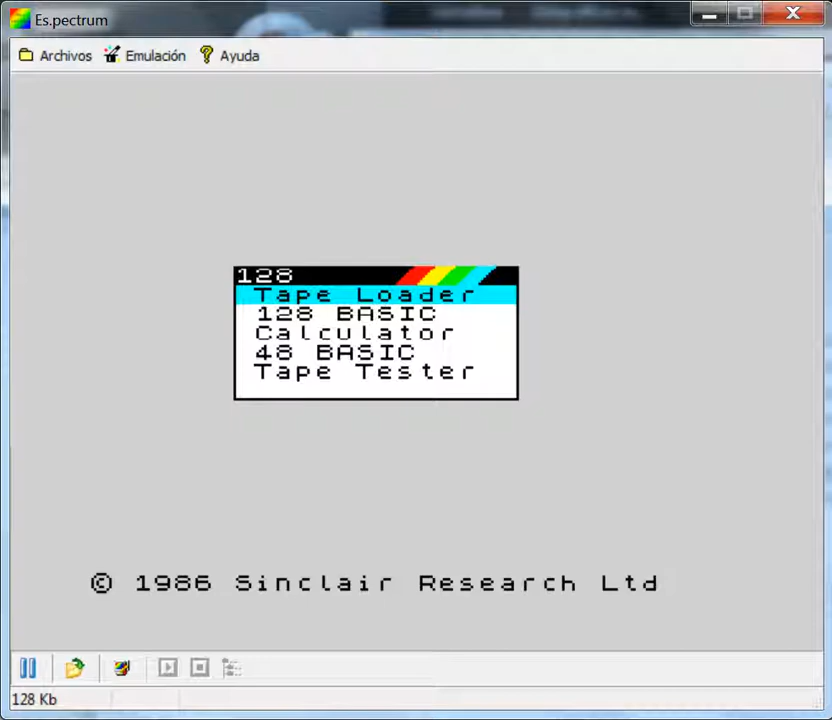 Es.pectrum
Archivos Emulación Ayuda
128
Tape Loader
128 BASIC
Calculator
48 BASIC
Tape Tester
© 1986 Sinclair Research Ltd
128 Kb